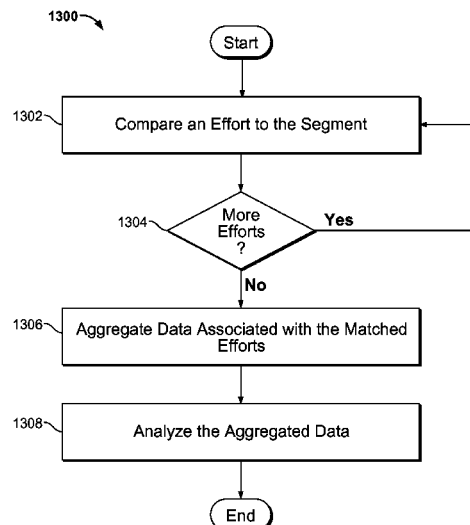 1300
Start
1302
Compare an Effort to the Segment
1304
More
Efforts
?
Yes
No
1306
Aggregate Data Associated with the Matched
Efforts
1308
Analyze the Aggregated Data
End